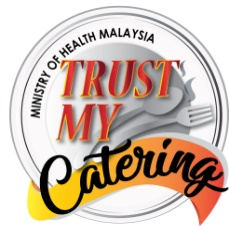 MINISTRY OF HEALTH MALAYSIA
TRUST
MY
Catering